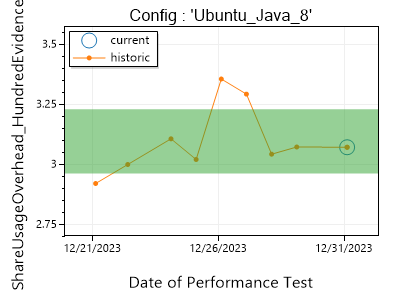 Config : 'Ubuntu_Java_8'
ShareUsageOverhead_HundredEvidence
current
historic
3.5
3.25
3
2.75
12/21/2023
12/26/2023
12/31/2023
Date of Performance Test